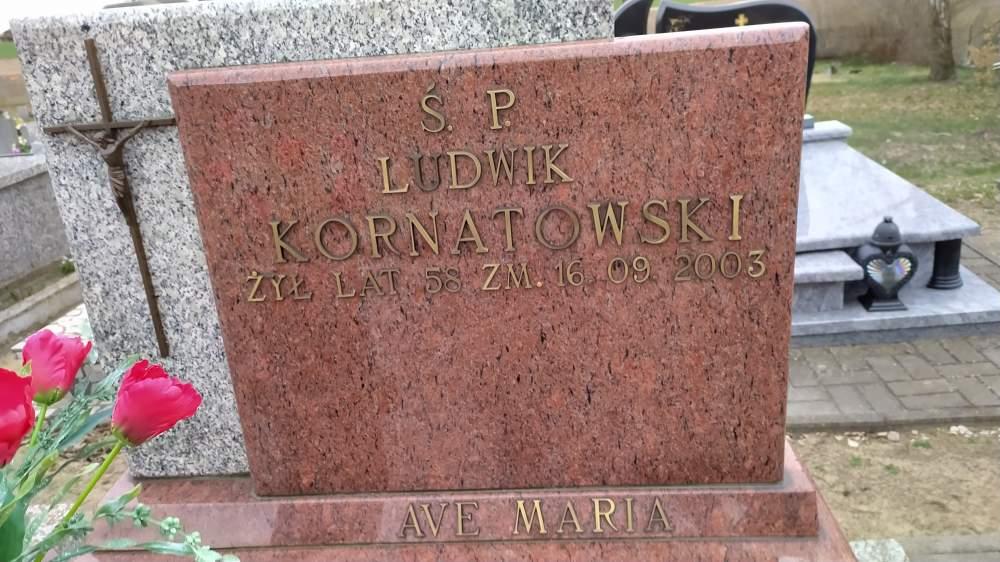 Ś. P.
LUDWIK
KORNATOWSKI
ŻYŁ LAT 58 ZM. 16.09.2003
AVE MARIA